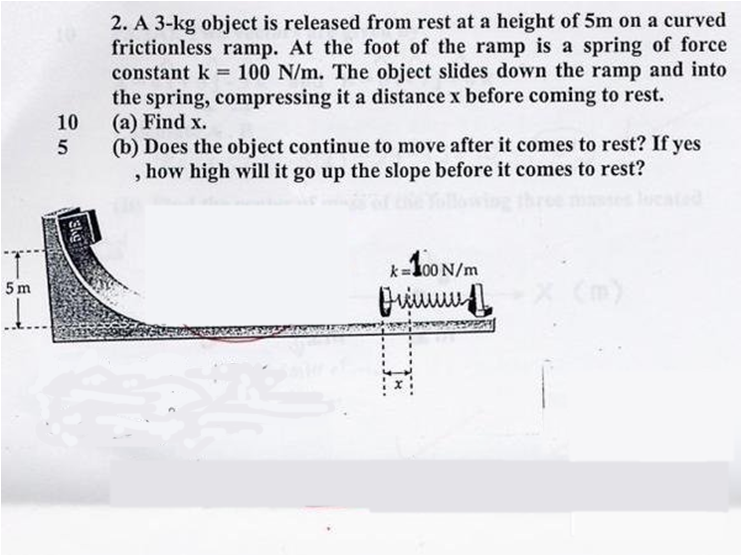 2. A 3-kg object is released from rest at a height of 5m on a curved
frictionless ramp. At the foot of the ramp is a spring of force
constant k = 100 N/m. The object slides down the ramp and into
the spring, compressing it a distance x before coming to rest.
10 (a) Find x.
5 (b) Does the object continue to move after it comes to rest? If yes
, how high will it go up the slope before it comes to rest?
3kg
k = 100 N/m
5 m
X (m)
x